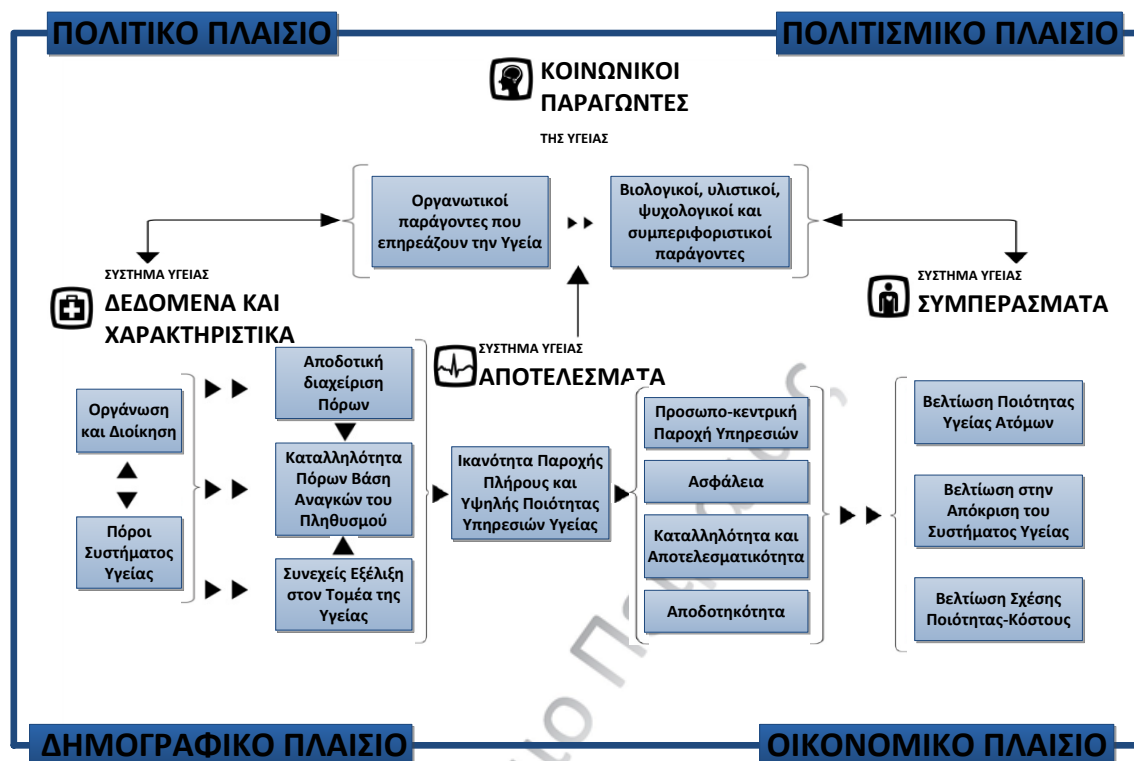 ΠΟΛΙΤΙΚΟ ΠΛΑΙΣΙΟ
ΠΟΛΙΤΙΣΜΙΚΟ ΠΛΑΙΣΙΟ
ΚΟΙΝΩΝΙΚΟΙ
ΠΑΡΑΓΩΝΤΕΣ
ΤΗΣ ΥΓΕΙΑΣ
Οργανωτικοί
παράγοντες που
επηρεάζουν την Υγεία
Βιολογικοί, υλιστικοί,
ψυχολογικοί και
συμπεριφοριστικοί
παράγοντες
ΣΥΣΤΗΜΑ ΥΓΕΙΑΣ
ΔΕΔΟΜΕΝΑ ΚΑΙ
ΧΑΡΑΚΤΗΡΙΣΤΙΚΑ
ΣΥΣΤΗΜΑ ΥΓΕΙΑΣ
ΣΥΜΠΕΡΑΣΜΑΤΑ
ΣΥΣΤΗΜΑ ΥΓΕΙΑΣ
ΑΠΟΤΕΛΕΣΜΑΤΑ
Οργάνωση
και Διοίκηση
Πόροι
Συστήματος
Υγείας
Αποδοτική
διαχείριση
Πόρων
Καταλληλότητα
Πόρων Βάση
Αναγκών του
Πληθυσμού
Συνεχείς Εξέλιξη
στον Τομέα της
Υγείας
Ικανότητα Παροχής
Πλήρους και
Υψηλής Ποιότητας
Υπηρεσιών Υγείας
Προσωπο-κεντρική
Παροχή Υπηρεσιών
Ασφάλεια
Καταλληλότητα και
Αποτελεσματικότητα
Αποδοτηκότητα
Βελτίωση Ποιότητας
Υγείας Ατόμων
Βελτίωση στην
Απόκριση του
Συστήματος Υγείας
Βελτίωση Σχέσης
Ποιότητας-Κόστους
ΔΗΜΟΓΡΑΦΙΚΟ ΠΛΑΙΣΙΟ
ΟΙΚΟΝΟΜΙΚΟ ΠΛΑΙΣΙΟ